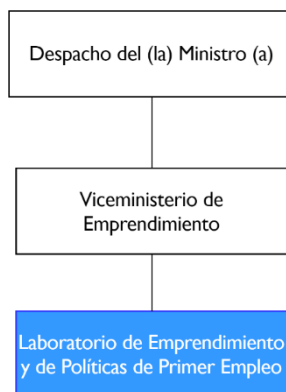 Despacho del (la) Ministro (a)
Viceministerio de
Emprendimiento
Laboratorio de Emprendimiento
y de Políticas de Primer Empleo